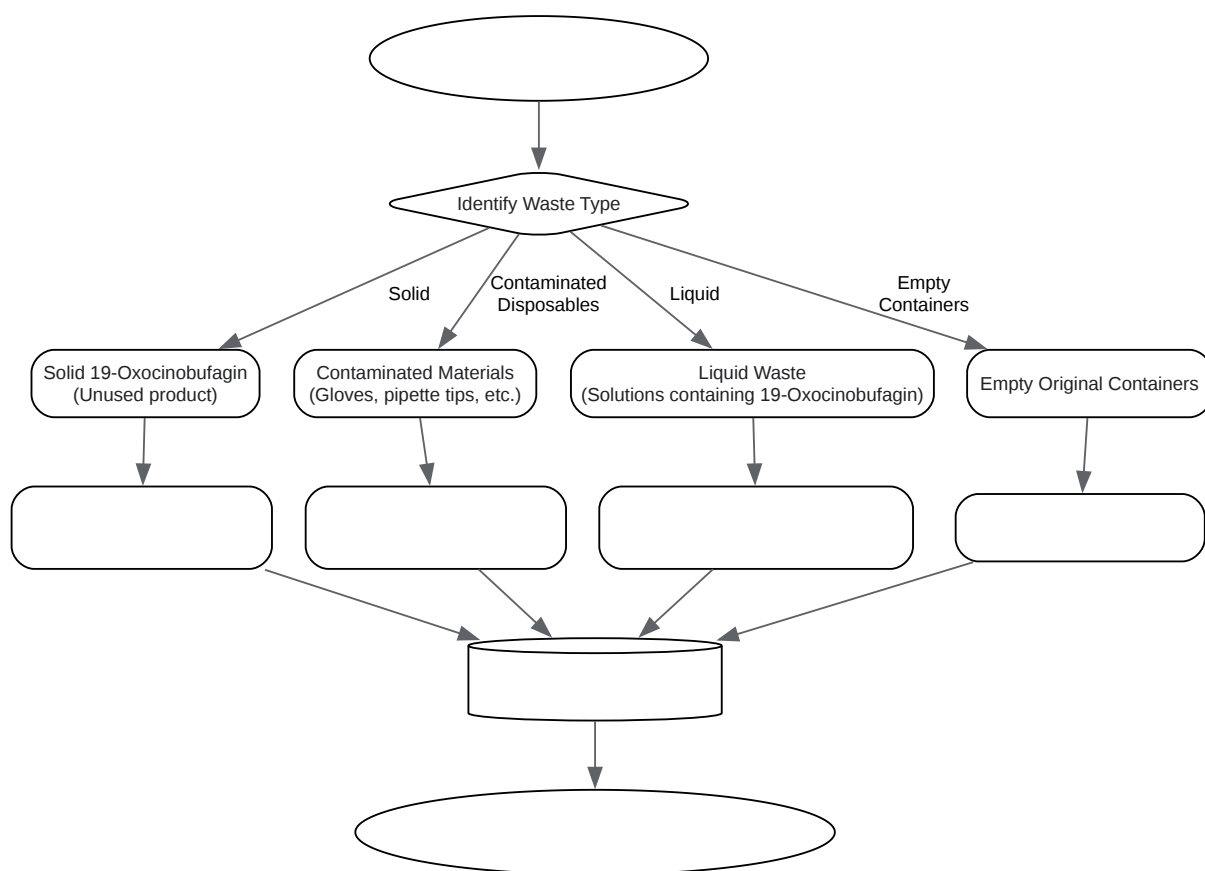 Identify Waste Type
Solid
Contaminated
Disposables
Liquid
Empty
Containers
Solid 19-Oxocinobufagin
(Unused product)
Contaminated Materials
(Gloves, pipette tips, etc.)
Liquid Waste
(Solutions containing 19-Oxocinobufagin)
Empty Original Containers